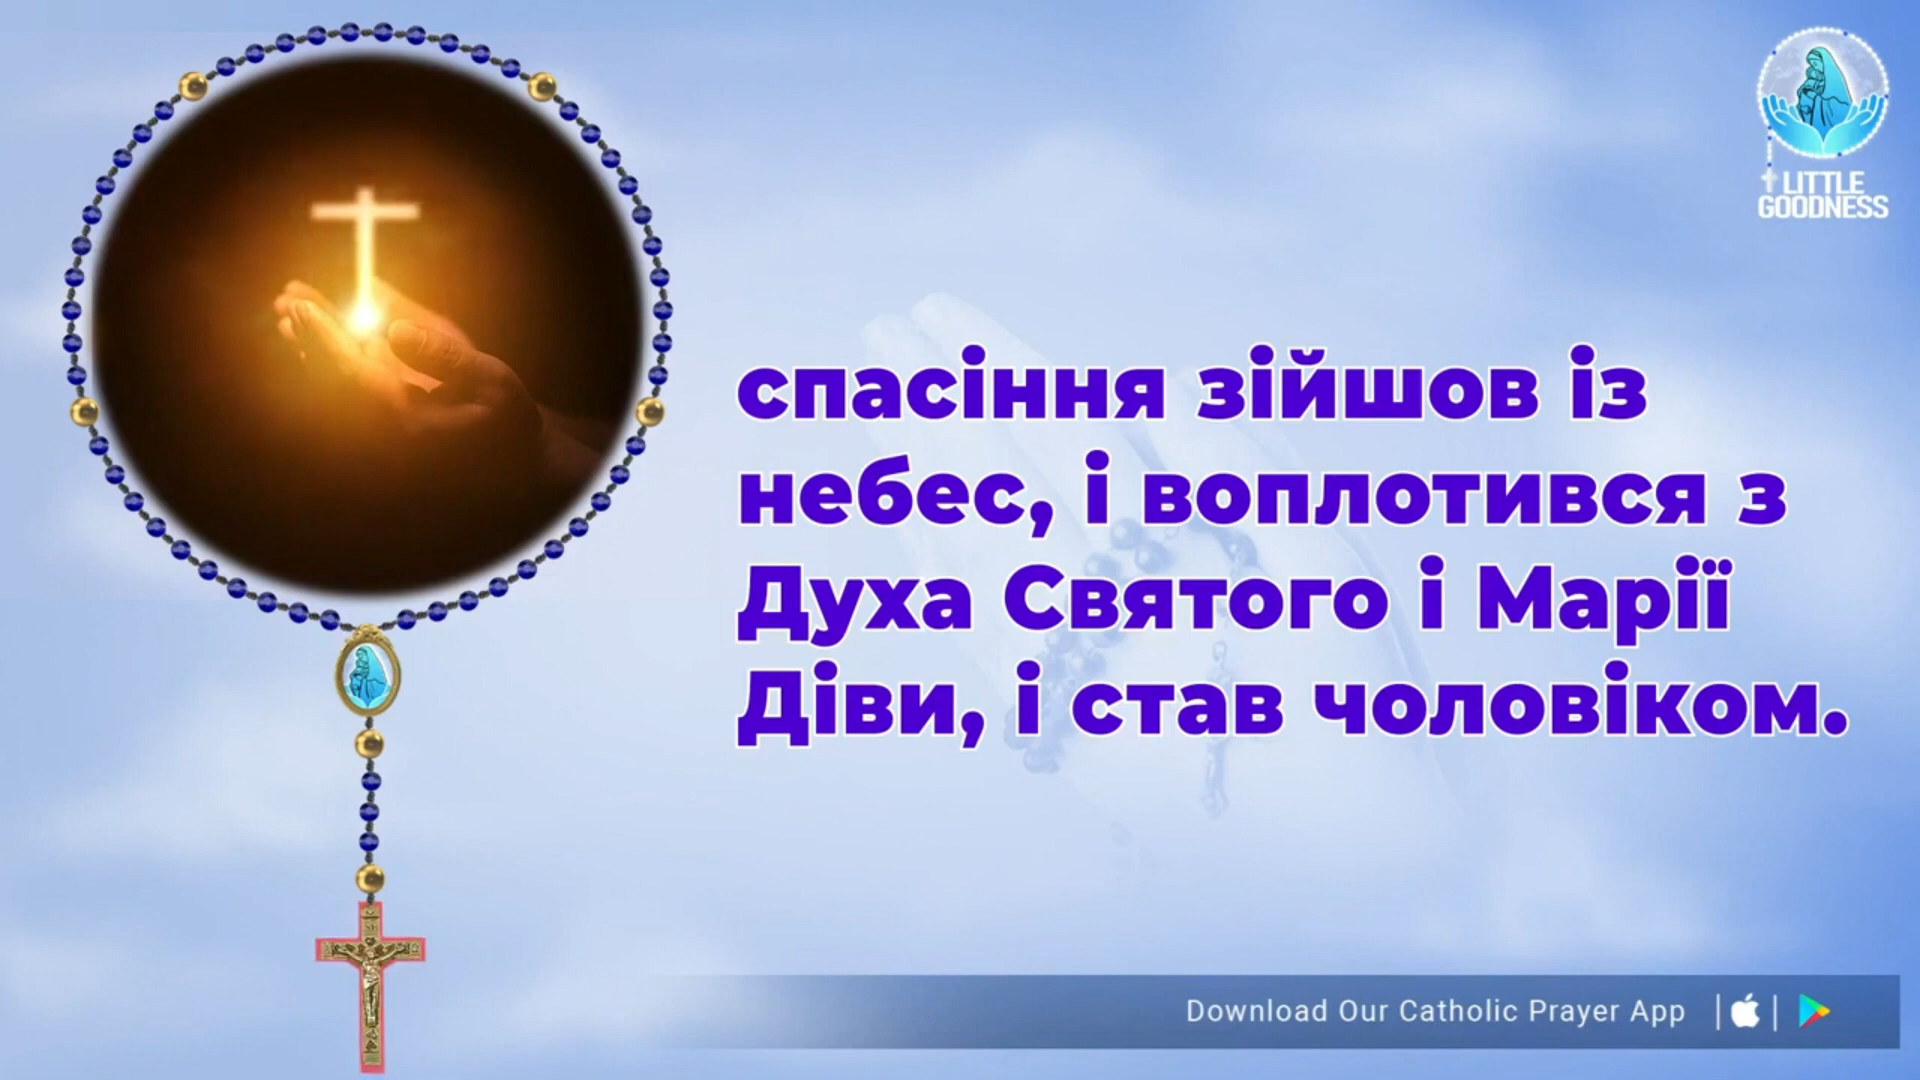 LITTLE
GOODNESS
спасіння зійшов із
небес, і воплотився з
Духа Святого і Марії
Діви, і став чоловіком.
Download Our Catholic Prayer App